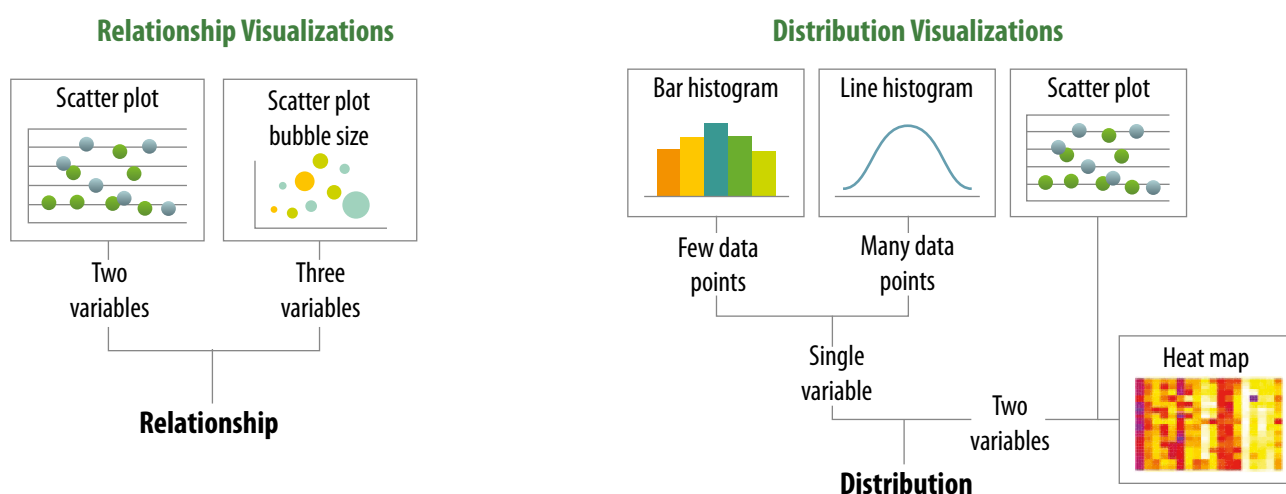 Relationship Visualizations
Scatter plot
Scatter plot
bubble size
Two
variables
Three
variables
Relationship
Distribution Visualizations
Bar histogram
Line histogram
Scatter plot
Few data
points
Many data
points
Single
variable
Two
variables
Heat map
Distribution